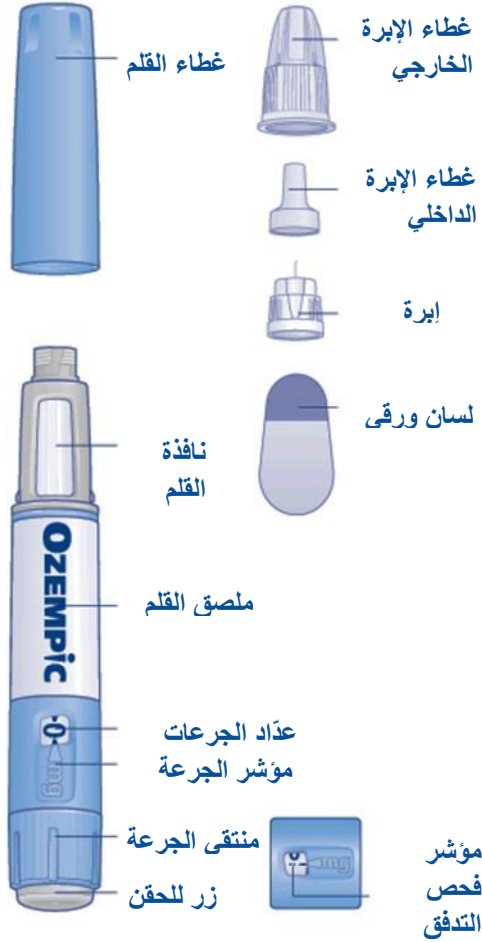 غطاء الإبرة
الخارجي
غطاء القلم
غطاء الإبرة
الداخلي
إبرة
لسان ورقي
نافذة
القلم
OZEMPIC
ملصق القلم
عدّاد الجرعات
0
مؤشر الجرعة
mg
منتقى الجرعة
زر للحقن
0
mg
مؤشر
فحص
التدفق